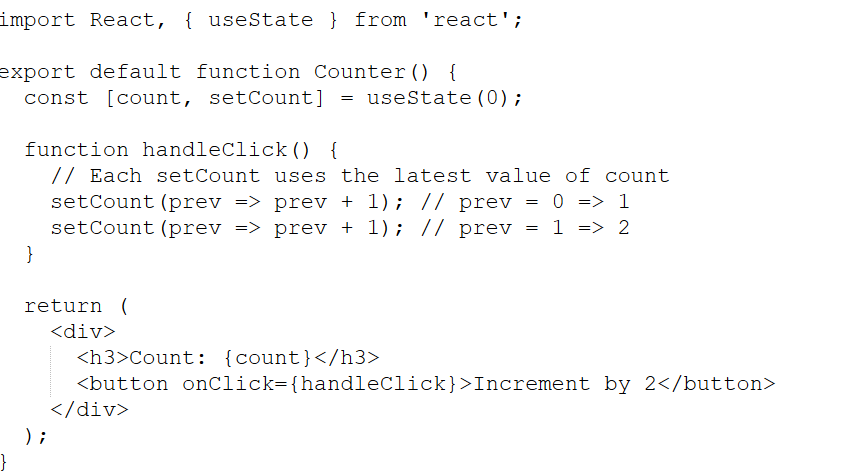 import React, { useState } from 'react';
export default function Counter() {
const [count, setCount] = useState(0);
function handleClick() {
// Each setCount uses the latest value of count
setCount(prev => prev + 1); // prev = 0 => 1
setCount(prev => prev + 1); // prev = 1 => 2
}
return (
<div>
<h3>Count: {count}</h3>
<button onClick={handleClick}>Increment by 2</button>
</div>
);
}